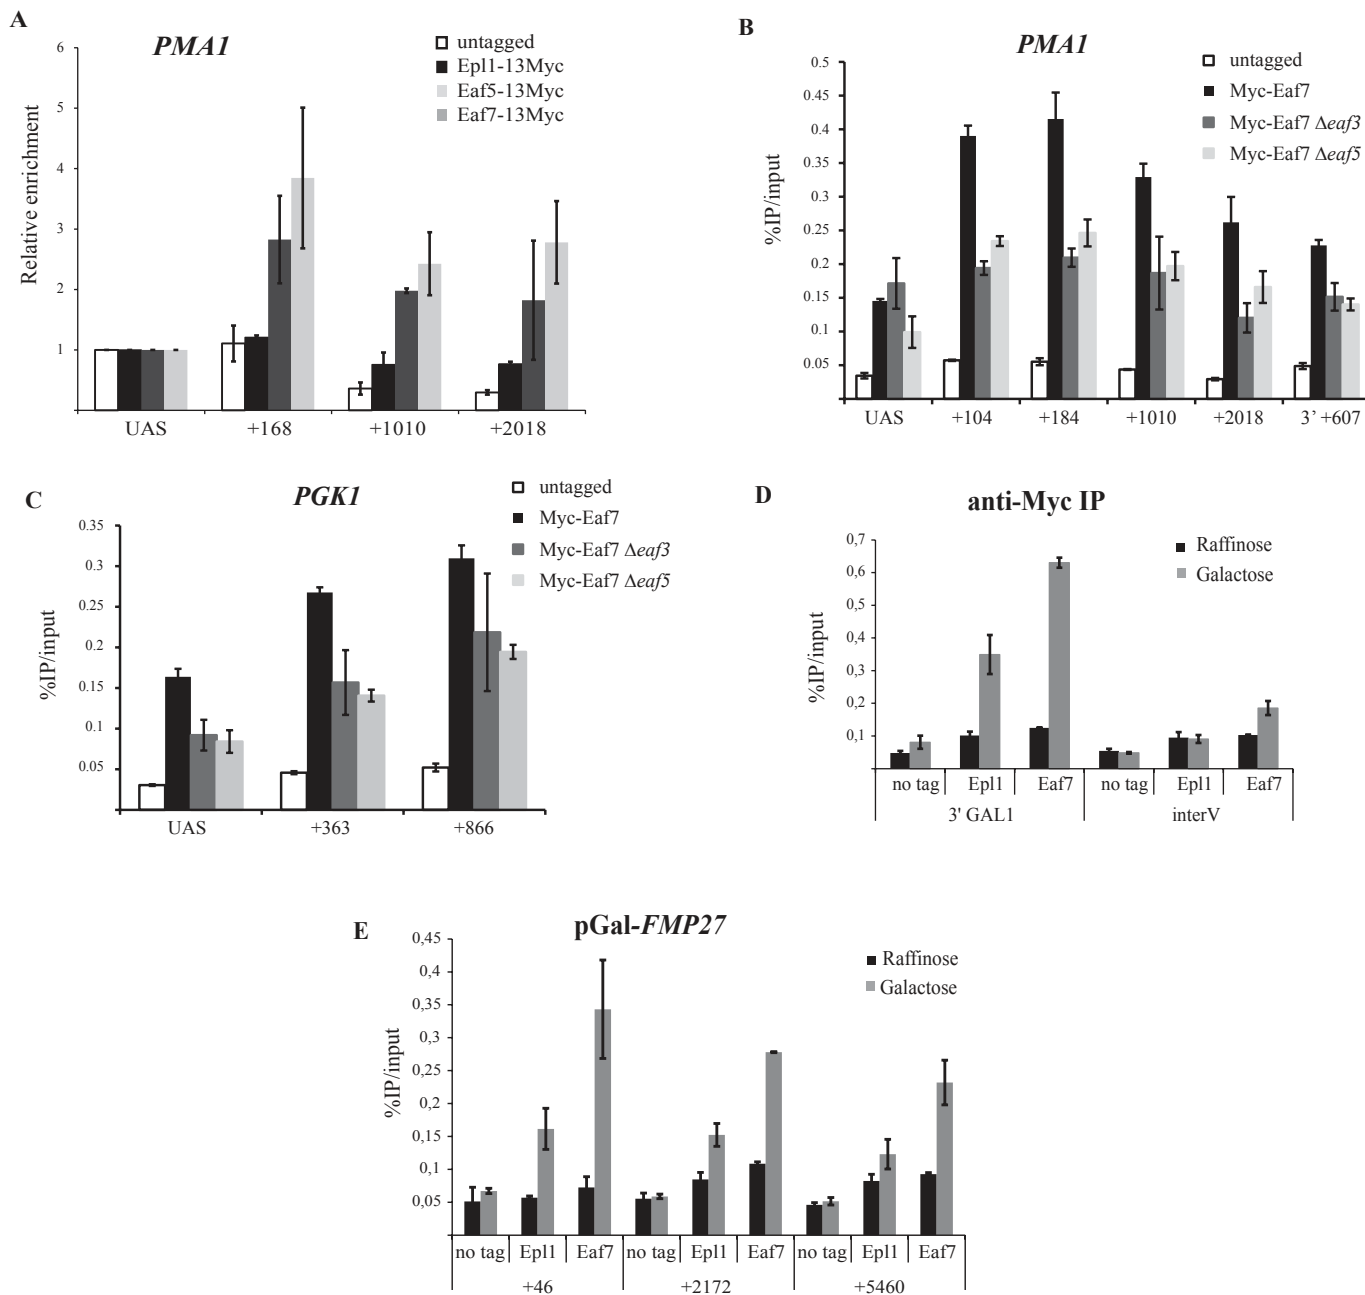 A
PMA1
untagged
Epl1-13Myc
Eaf5-13Myc
Eaf7-13Myc
Relative enrichment
6
5
4
3
2
1
UAS +168 +1010 +2018
B
PMA1
untagged
Myc-Eaf7
Myc-Eaf7 Δeaf3
Myc-Eaf7 Δeaf5
%IP/input
0.5
0.45
0.4
0.35
0.3
0.25
0.2
0.15
0.1
0.05
0
UAS +104 +184 +1010 +2018 3’ +607
C
PGK1
untagged
Myc-Eaf7
Myc-Eaf7 Δeaf3
Myc-Eaf7 Δeaf5
%IP/input
0.35
0.3
0.25
0.2
0.15
0.1
0.05
0
UAS +363 +866
D
anti-Myc IP
Raffinose
Galactose
%IP/input
0,7
0,6
0,5
0,4
0,3
0,2
0,1
no tag Epl1 Eaf7 no tag Epl1 Eaf7
3' GAL1 interV
E
pGal-FMP27
Raffinose
Galactose
%IP/input
0,45
0,4
0,35
0,3
0,25
0,2
0,15
0,1
0,05
no tag Epl1 Eaf7 no tag Epl1 Eaf7 no tag Epl1 Eaf7
+46 +2172 +5460